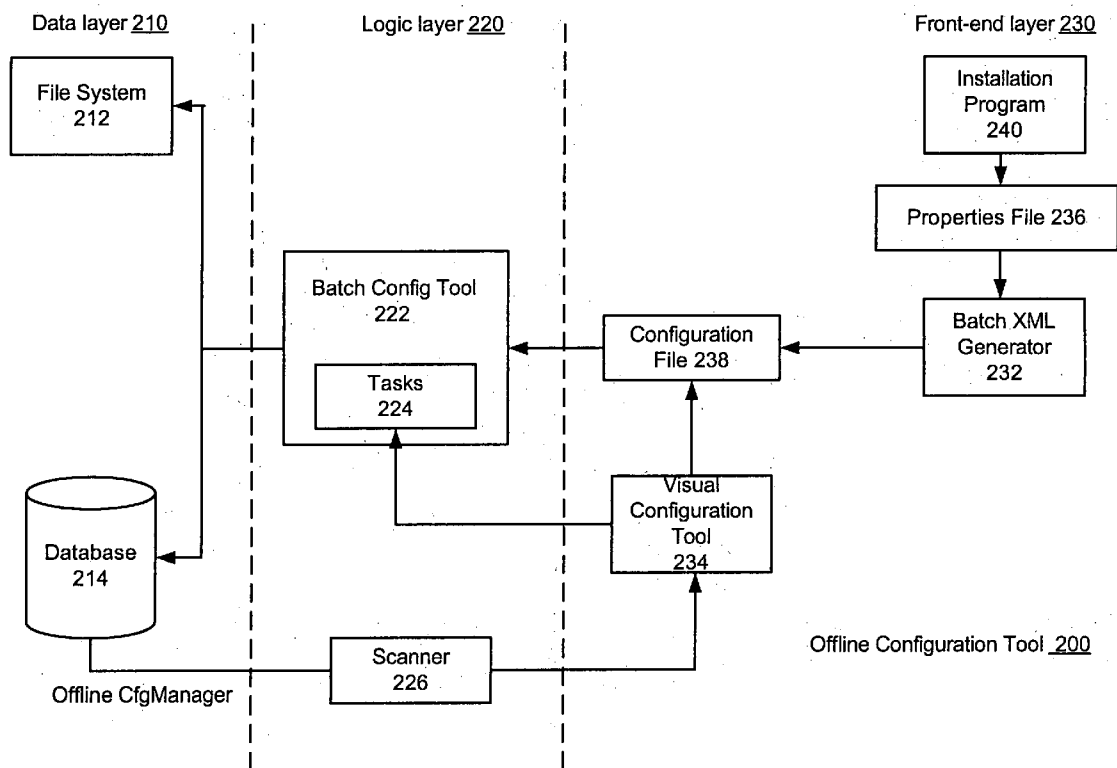 Data layer 210
Logic layer 220
Front-end layer 230
File System
212
Installation
Program
240
Properties File 236
Batch Config Tool
222
Tasks
224
Configuration
File 238
Batch XML
Generator
232
Visual
Configuration
Tool
234
Database
214
Scanner
226
Offline CfgManager
Offline Configuration Tool 200